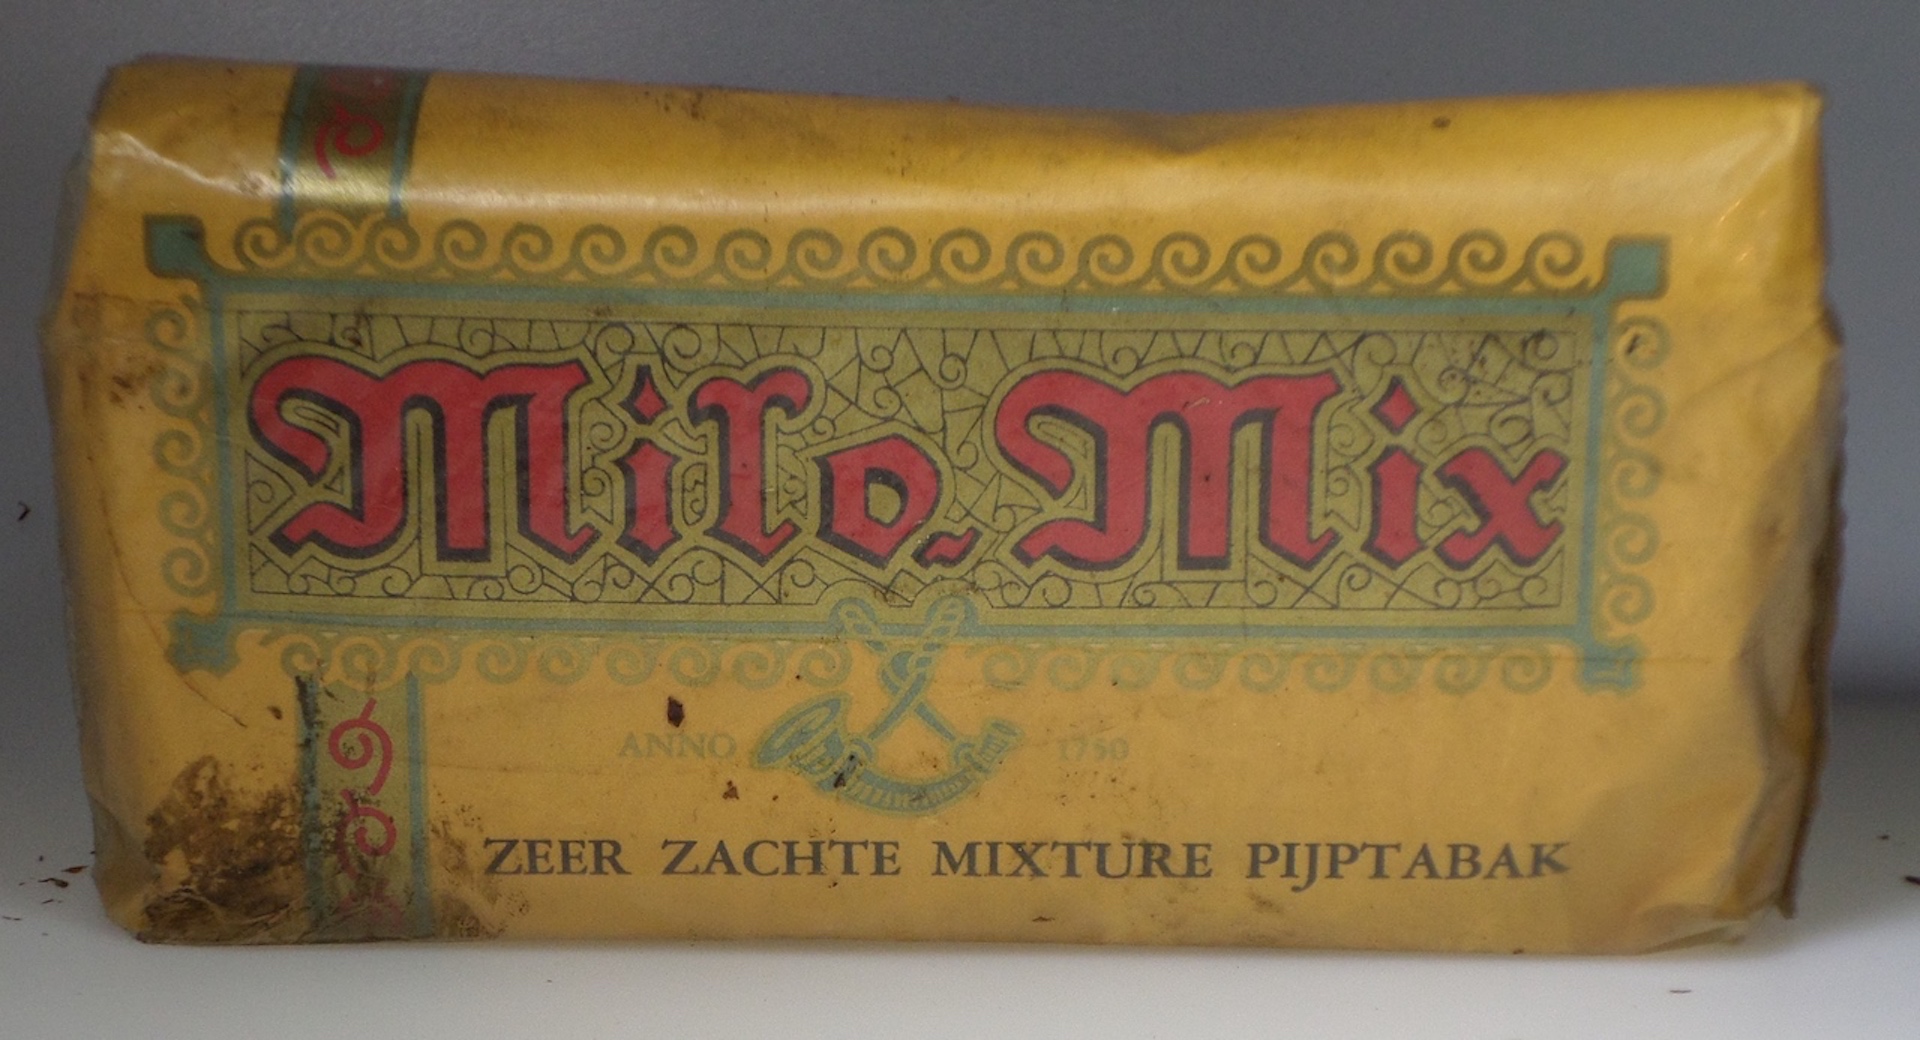 Milo Mix
ANNO 1750
ZEER ZACHTE MIXTURE PIJPTABAK